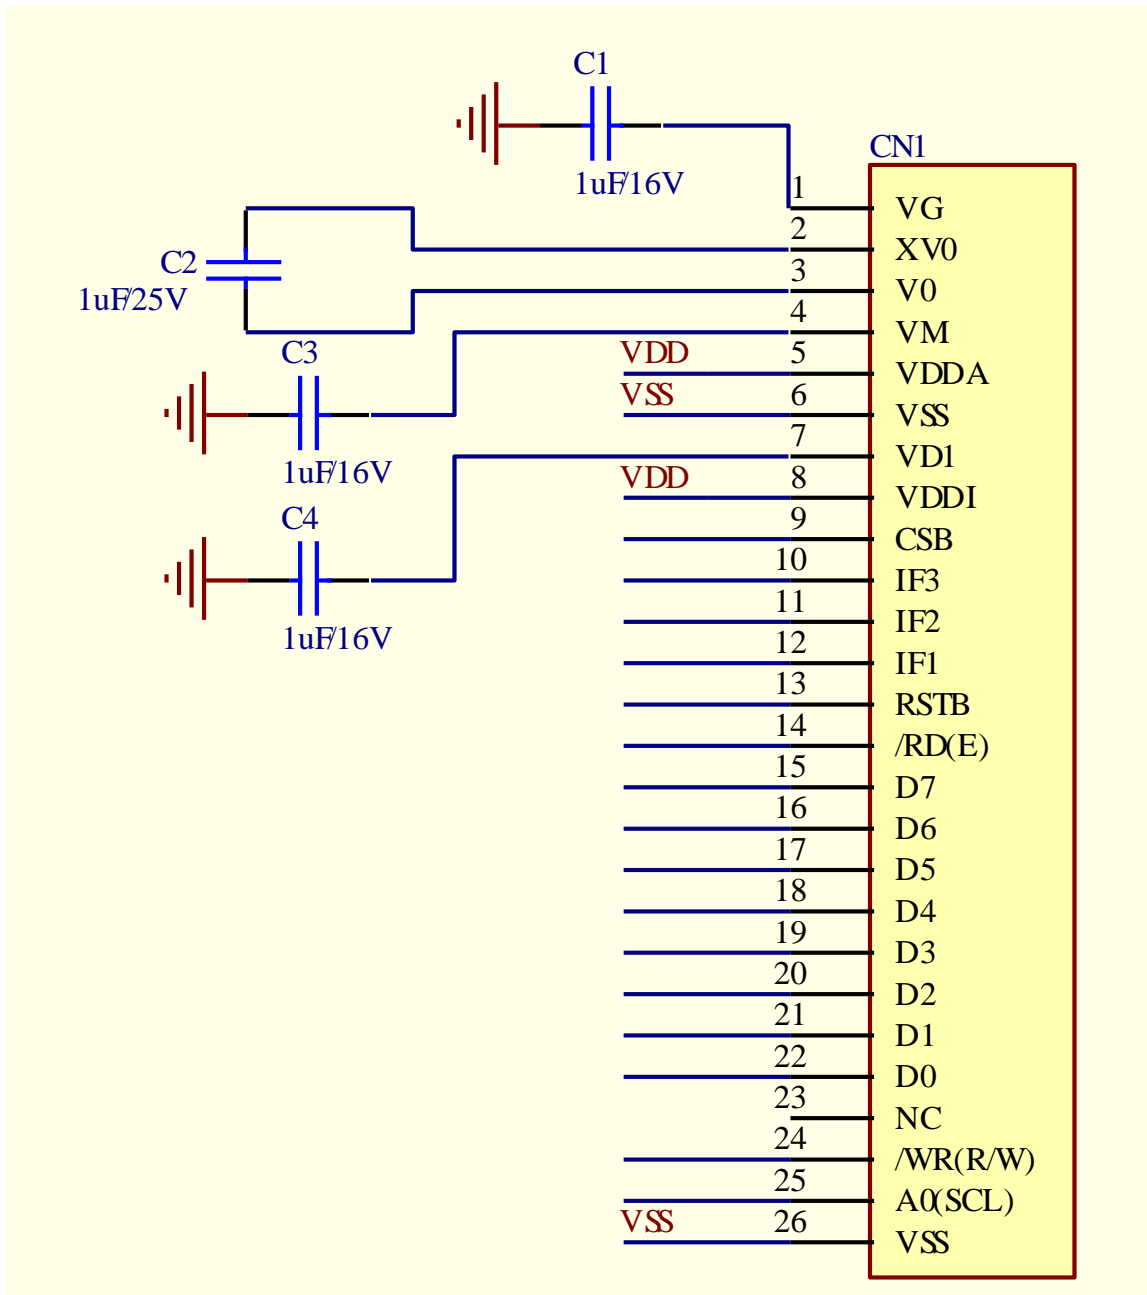 C1
1uF/16V
CN1
1 VG
2 XV0
C2
1uF/25V
3 V0
4 VM
C3
1uF/16V
VDD 5 VDDA
VSS 6 VSS
7 VD1
VDD 8 VDDI
C4
1uF/16V
9 CSB
10 IF3
11 IF2
12 IF1
13 RSTB
14 /RD(E)
15 D7
16 D6
17 D5
18 D4
19 D3
20 D2
21 D1
22 D0
23 NC
24 /WR(R/W)
25 A0(SCL)
VSS 26 VSS